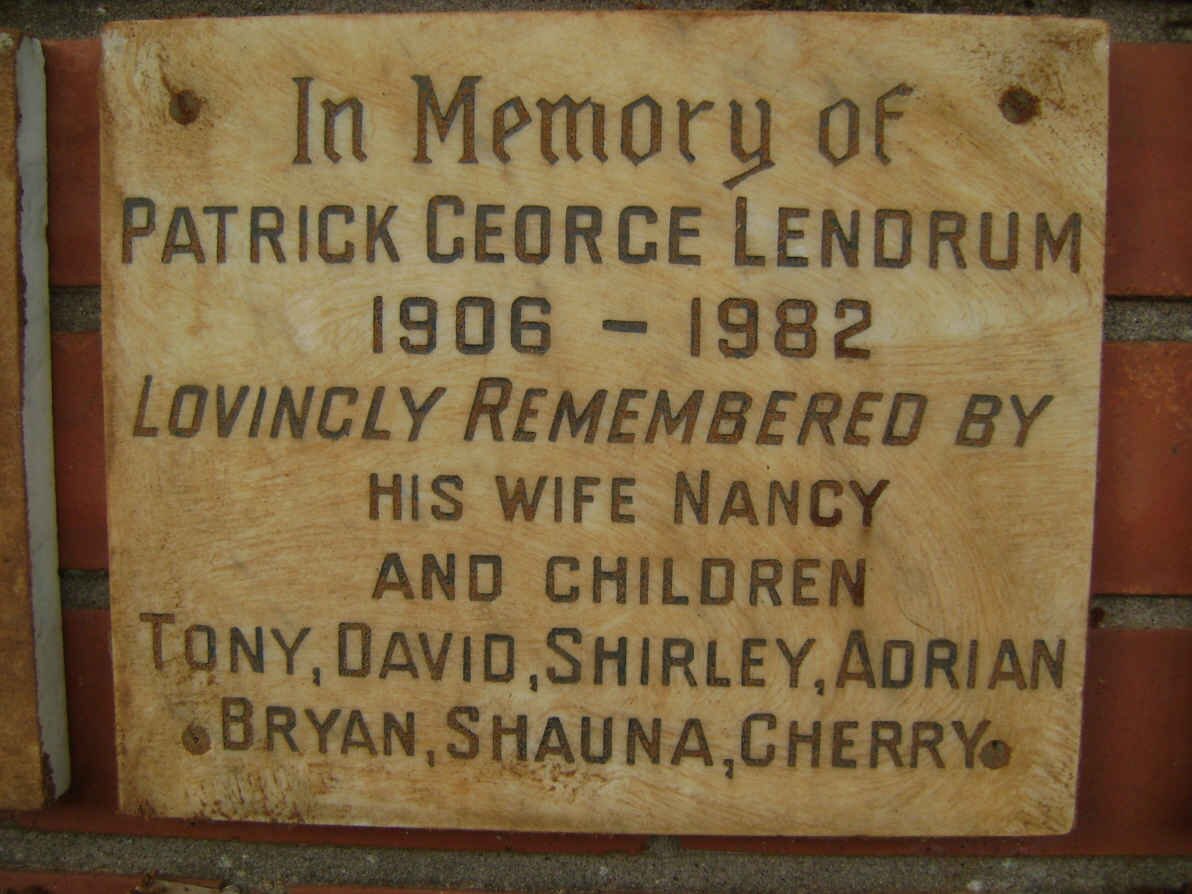 In Memory of
PATRICK GEORGE LENDRUM
1906 - 1982
LOVINGLY REMEMBERED BY
HIS WIFE NANCY
AND CHILDREN
TONY, DAVID, SHIRLEY, ADRIAN
BRYAN, SHAUNA, CHERRY